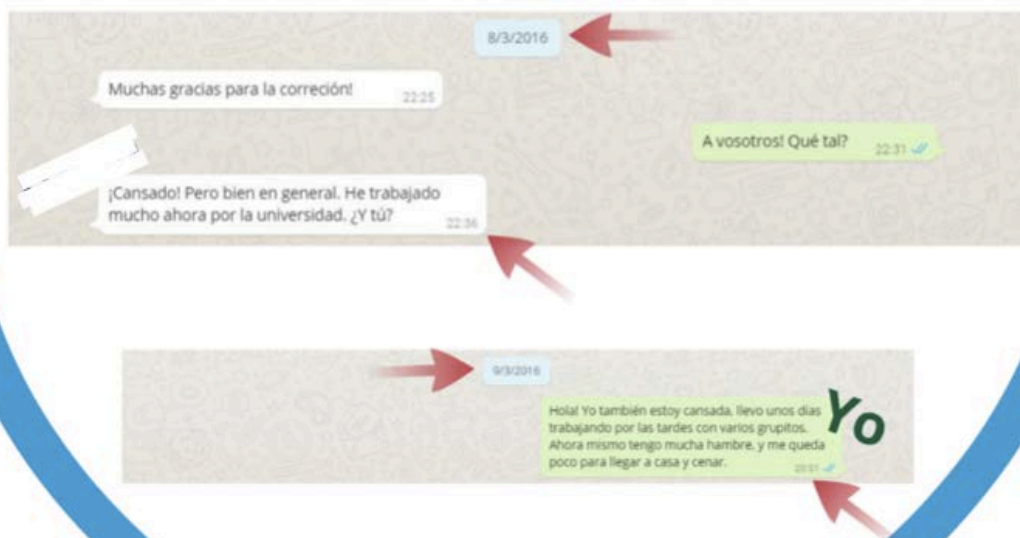 8/3/2016
Muchas gracias para la correción!
22:25
A vosotros! Qué tal?
22:31
¡Cansado! Pero bien en general. He trabajado
mucho ahora por la universidad. ¿Y tú?
22:36
9/3/2016
Hola! Yo también estoy cansada, llevo unos días
trabajando por las tardes con varios grupitos.
Ahora mismo tengo mucha hambre, y me queda
poco para llegar a casa y cenar.
Yo